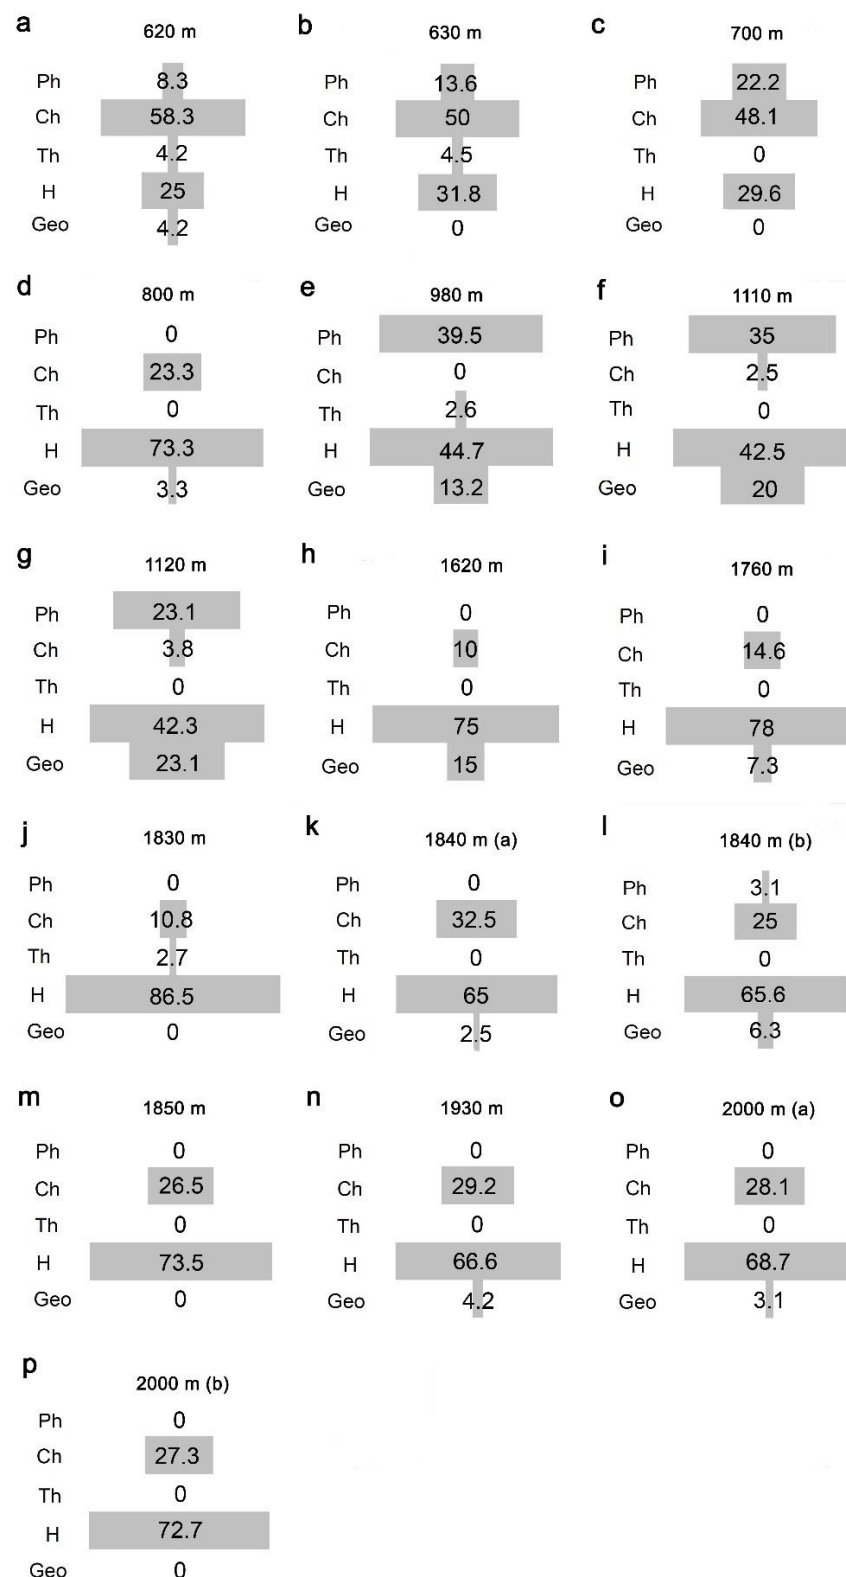 a 620 m
Ph 8.3
Ch 58.3
Th 4.2
H 25
Geo 4.2
b 630 m
Ph 13.6
Ch 50
Th 4.5
H 31.8
Geo 0
c 700 m
Ph 22.2
Ch 48.1
Th 0
H 29.6
Geo 0
d 800 m
Ph 0
Ch 23.3
Th 0
H 73.3
Geo 3.3
e 980 m
Ph 39.5
Ch 0
Th 2.6
H 44.7
Geo 13.2
f 1110 m
Ph 35
Ch 2.5
Th 0
H 42.5
Geo 20
g 1120 m
Ph 23.1
Ch 3.8
Th 0
H 42.3
Geo 23.1
h 1620 m
Ph 0
Ch 10
Th 0
H 75
Geo 15
i 1760 m
Ph 0
Ch 14.6
Th 0
H 78
Geo 7.3
j 1830 m
Ph 0
Ch 10.8
Th 2.7
H 86.5
Geo 0
k 1840 m (a)
Ph 0
Ch 32.5
Th 0
H 65
Geo 2.5
l 1840 m (b)
Ph 3.1
Ch 25
Th 0
H 65.6
Geo 6.3
m 1850 m
Ph 0
Ch 26.5
Th 0
H 73.5
Geo 0
n 1930 m
Ph 0
Ch 29.2
Th 0
H 66.6
Geo 4.2
o 2000 m (a)
Ph 0
Ch 28.1
Th 0
H 68.7
Geo 3.1
p 2000 m (b)
Ph 0
Ch 27.3
Th 0
H 72.7
Geo 0